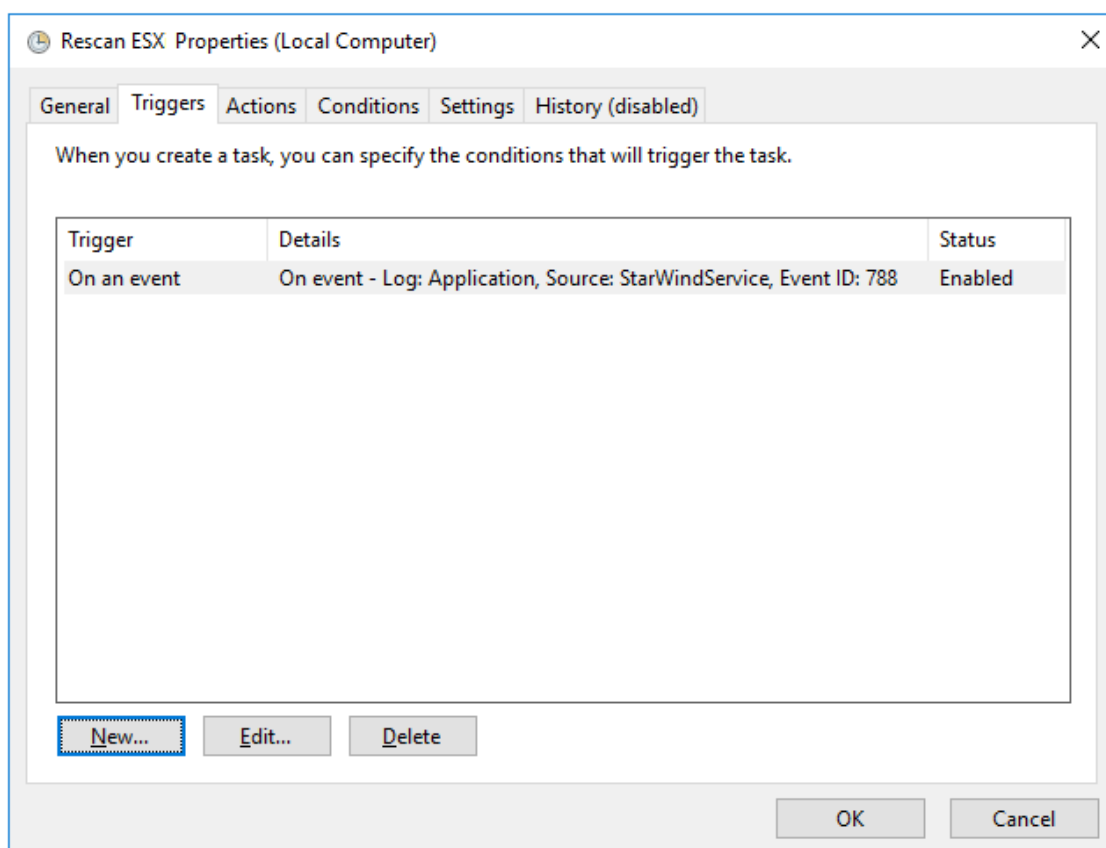 Rescan ESX Properties (Local Computer)
General Triggers Actions Conditions Settings History (disabled)
When you create a task, you can specify the conditions that will trigger the task.
Trigger Details Status
On an event On event - Log: Application, Source: StarWindService, Event ID: 788 Enabled
New... Edit... Delete
OK Cancel